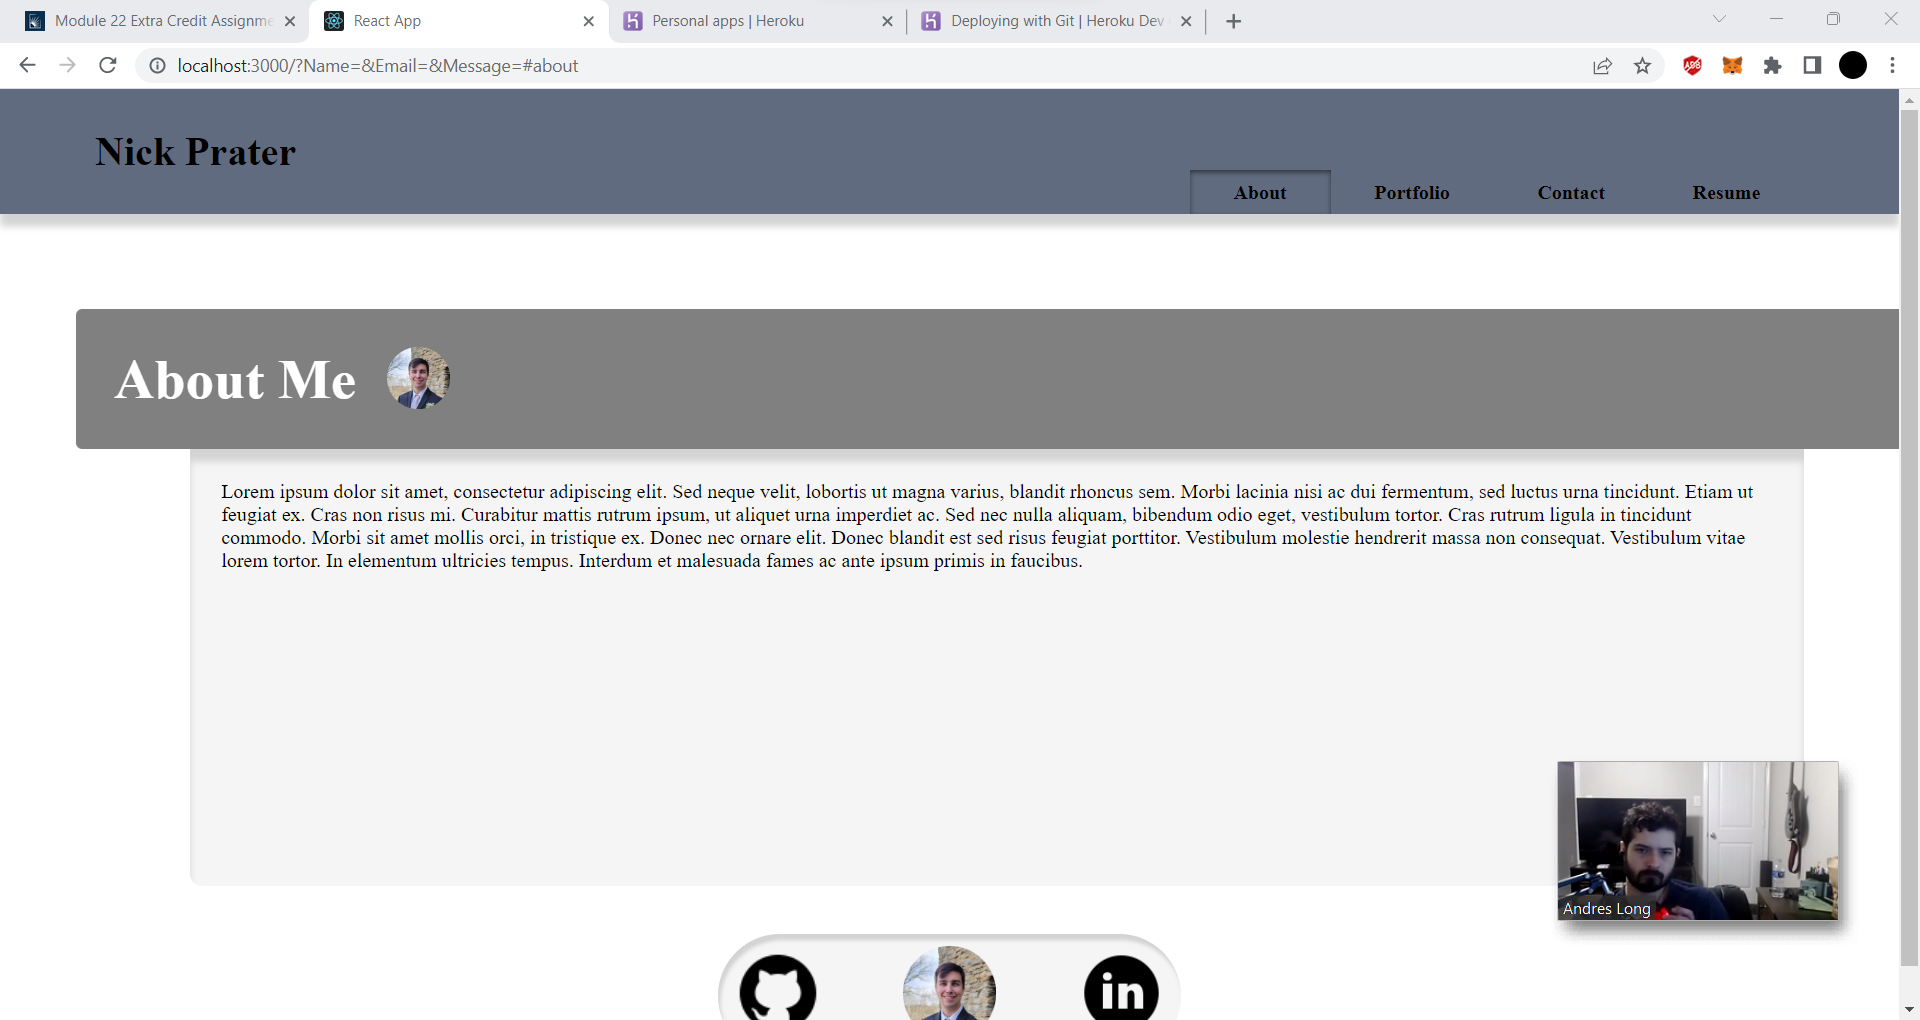 Module 22 Extra Credit Assignme
React App
Personal apps | Heroku
Deploying with Git | Heroku Dev
localhost:3000/?Name=&Email=&Message=#about
ABP
Nick Prater
About
Portfolio
Contact
Resume
About Me
Lorem ipsum dolor sit amet, consectetur adipiscing elit. Sed neque velit, lobortis ut magna varius, blandit rhoncus sem. Morbi lacinia nisi ac dui fermentum, sed luctus urna tincidunt. Etiam ut
feugiat ex. Cras non risus mi. Curabitur mattis rutrum ipsum, ut aliquet urna imperdiet ac. Sed nec nulla aliquam, bibendum odio eget, vestibulum tortor. Cras rutrum ligula in tincidunt
commodo. Morbi sit amet mollis orci, in tristique ex. Donec nec ornare elit. Donec blandit est sed risus feugiat porttitor. Vestibulum molestie hendrerit massa non consequat. Vestibulum vitae
lorem tortor. In elementum ultricies tempus. Interdum et malesuada fames ac ante ipsum primis in faucibus.
Andres Long
in